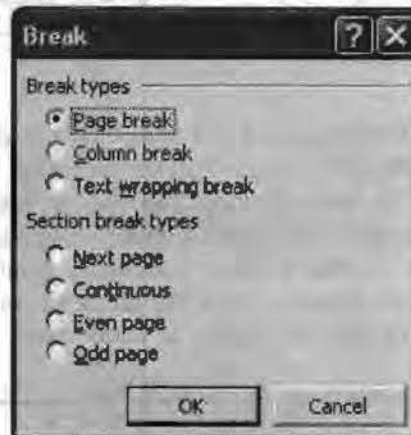 Break
Break types
Page break
Column break
Text wrapping break
Section break types
Next page
Continuous
Even page
Odd page
OK Cancel